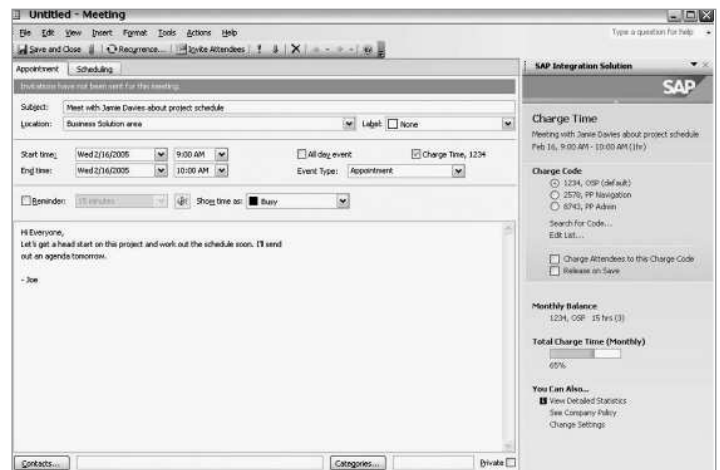 Untitled - Meeting
File Edit View Insert Format Tools Actions Help
Type a question for help
Save and Close Recurrence... Invite Attendees
Appointment Scheduling
Invitations have not been sent for this meeting.
Subject: Meet with Jamie Davies about project schedule
Location: Business Solution area Label: None
Start time: Wed 2/16/2005 9:00 AM All day event Charge Time, 1234
End time: Wed 2/16/2005 10:00 AM Event Type: Appointment
Reminder: 15 minutes Show time as: Busy
Hi Everyone,
Let's get a head start on this project and work out the schedule soon. I'll send
out an agenda tomorrow.
- Joe
Contacts... Categories... Private
SAP Integration Solution
SAP
Charge Time
Meeting with Jamie Davies about project schedule
Feb 16, 9:00 AM - 10:00 AM (1hr)
Charge Code
1234, OSP (default)
2578, PP Navigation
8743, PP Admin
Search for Code...
Edit List...
Charge Attendees to this Charge Code
Release on Save
Monthly Balance
1234, OSP 15 hrs (3)
Total Charge Time (Monthly)
65%
You Can Also...
View Detailed Statistics
See Company Policy
Change Settings